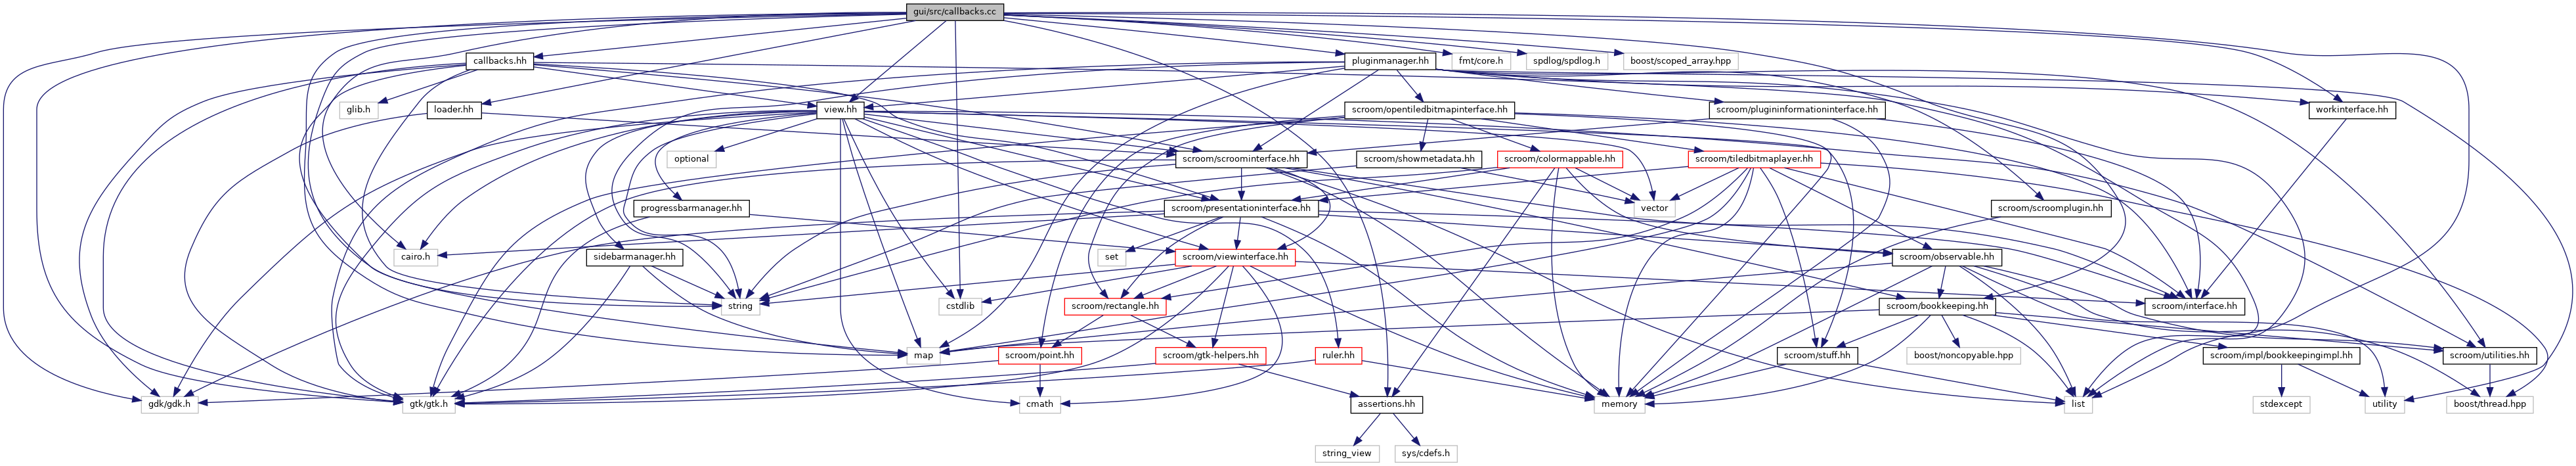 gui/src/callbacks.cc
callbacks.hh
pluginmanager.hh
fmt/core.h
spdlog/spdlog.h
boost/scoped_array.hpp
glib.h
loader.hh
view.hh
scroom/opentiledbitmapinterface.hh
scroom/plugininformationinterface.hh
workinterface.hh
optional
scroom/scroominterface.hh
scroom/showmetadata.hh
scroom/colormappable.hh
scroom/tiledbitmaplayer.hh
progressbarmanager.hh
scroom/presentationinterface.hh
vector
scroom/scroomplugin.hh
cairo.h
sidebarmanager.hh
set
scroom/viewinterface.hh
scroom/observable.hh
string
cstdlib
scroom/rectangle.hh
scroom/bookkeeping.hh
scroom/interface.hh
map
scroom/point.hh
scroom/gtk-helpers.hh
ruler.hh
scroom/stuff.hh
boost/noncopyable.hpp
scroom/impl/bookkeepingimpl.hh
scroom/utilities.hh
gdk/gdk.h
gtk/gtk.h
cmath
assertions.hh
memory
list
stdexcept
utility
boost/thread.hpp
string_view
sys/cdefs.h